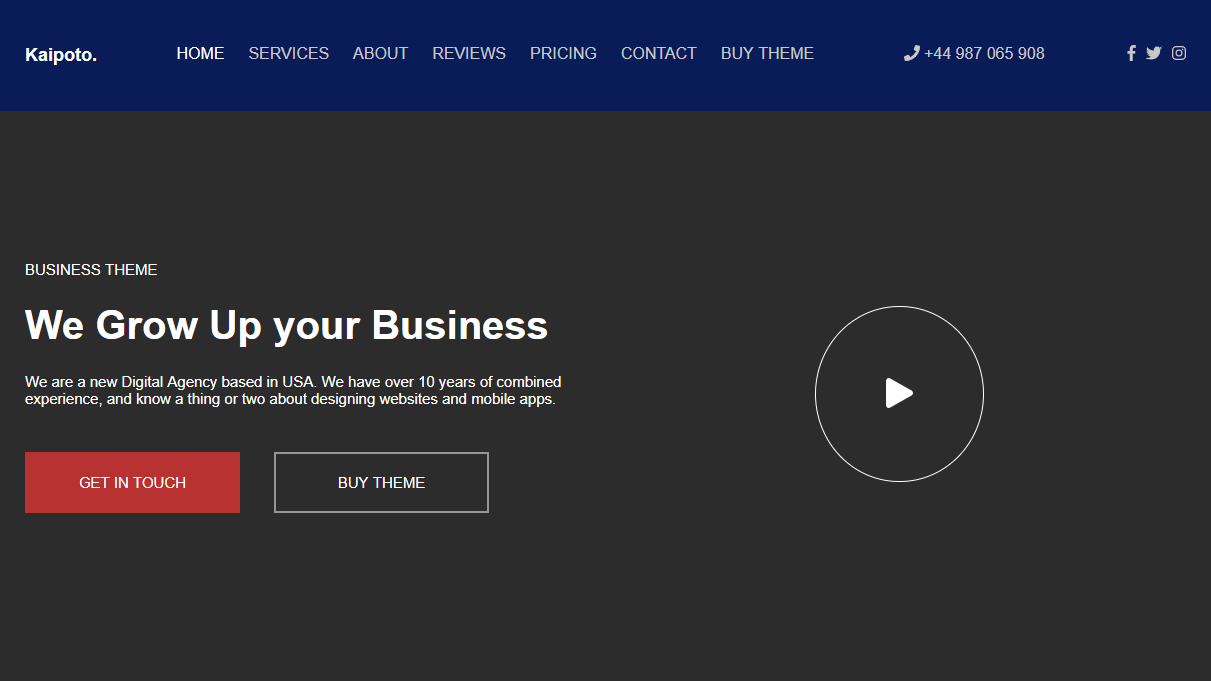 Kaipoto.
HOME SERVICES ABOUT REVIEWS PRICING CONTACT BUY THEME
+44 987 065 908
BUSINESS THEME
We Grow Up your Business
We are a new Digital Agency based in USA. We have over 10 years of combined
experience, and know a thing or two about designing websites and mobile apps.
GET IN TOUCH
BUY THEME